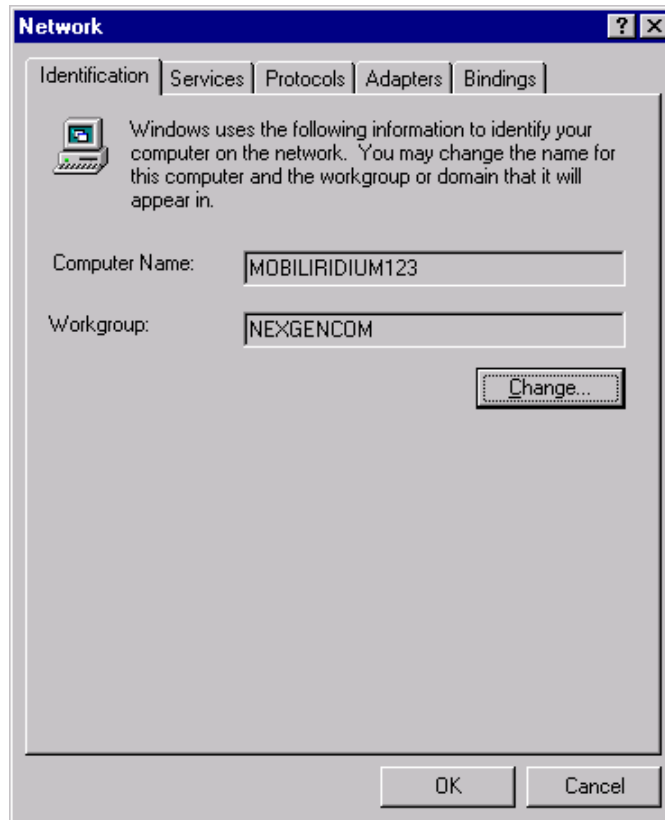 Network
Identification Services Protocols Adapters Bindings
Windows uses the following information to identify your
computer on the network. You may change the name for
this computer and the workgroup or domain that it will
appear in.
Computer Name: MOBILIRIDIUM123
Workgroup: NEXGENCOM
Change...
OK Cancel